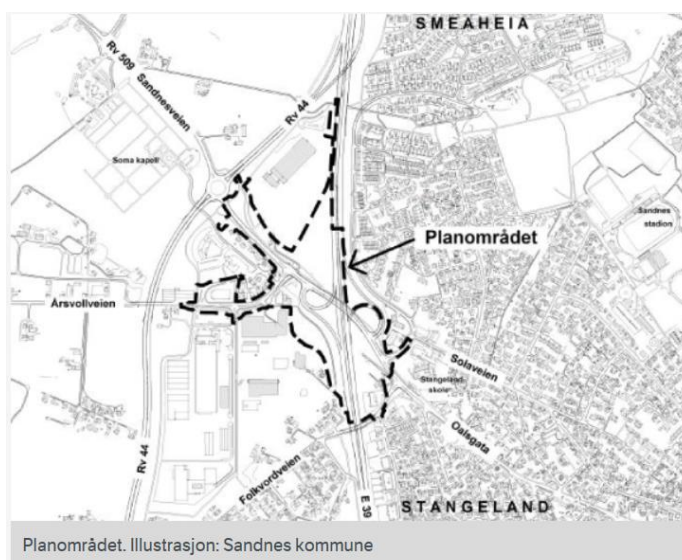 SMEAHEIA
Rv 509
Sandnesveien
Rv 44
Soma kapell
Sandnes
stadion
Planområdet
Årsvollveien
Solaveien
Stangeland
skole
Oalsgata
Rv 44
Folkvordveien
E 39
STANGELAND
Planområdet. Illustrasjon: Sandnes kommune